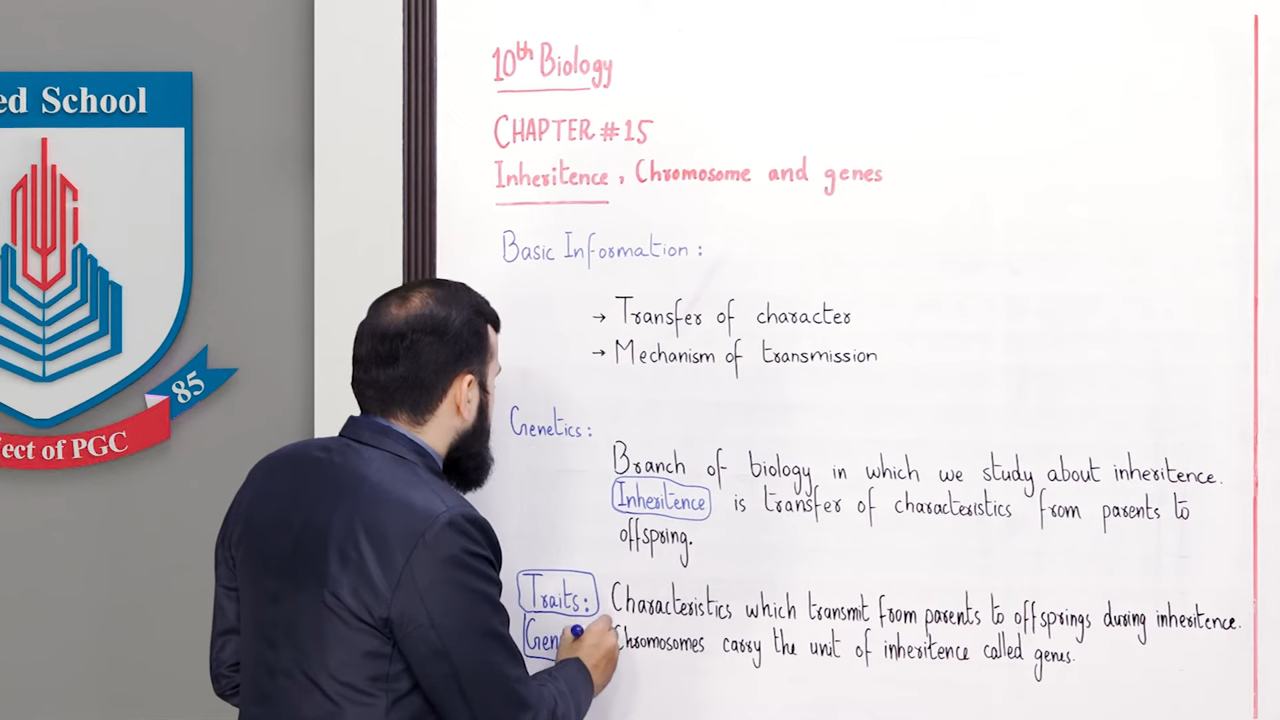 ed School
85
ject of PGC
10th Biology
CHAPTER #15
Inheritence, Chromosome and genes
Basic Information:
→ Transfer of character
→ Mechanism of transmission
Genetics:
Branch of biology in which we study about inheritence.
Inheritence is transfer of characteristics from parents to
offspring.
Traits: Characteristics which transmt from parents to offsprings during inheritence.
Gen Chromosomes carry the unit of inheritence called genes.